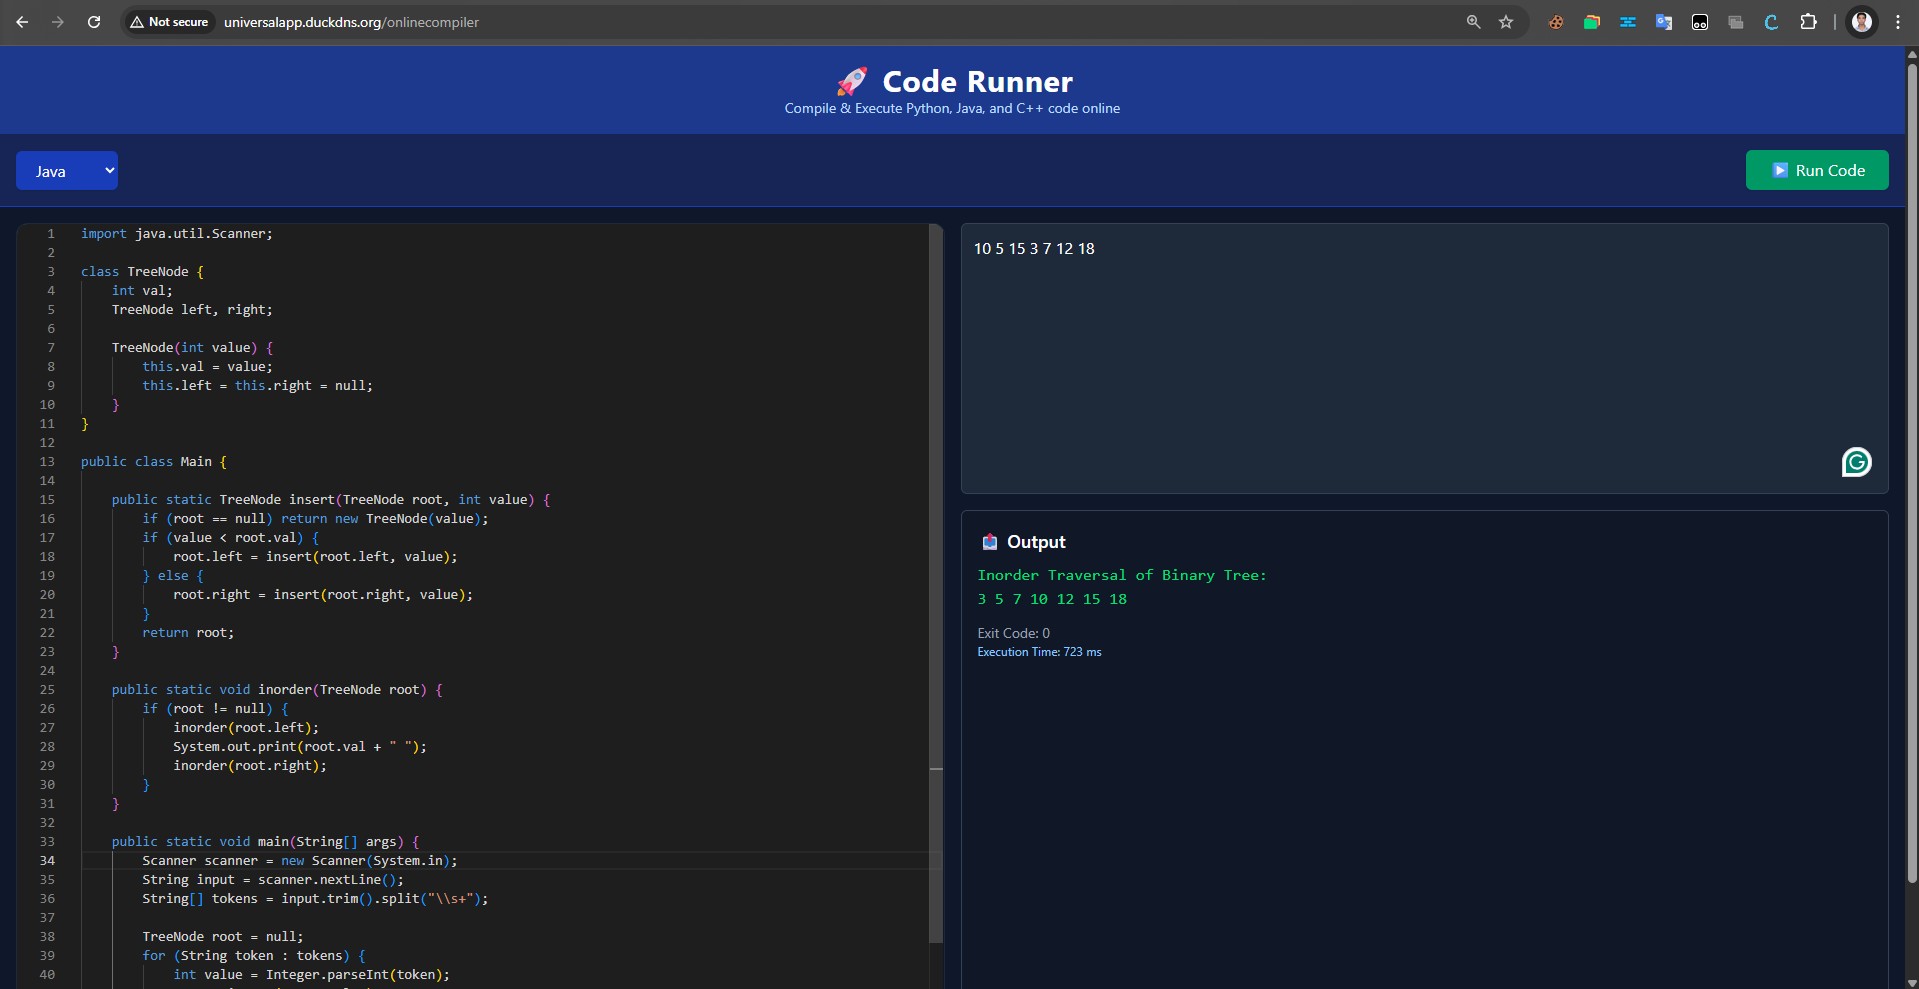 Not secure universalapp.duckdns.org/onlinecompiler
Code Runner
Compile & Execute Python, Java, and C++ code online
Java
Run Code
1 import java.util.Scanner;
2
3 class TreeNode {
4 int val;
5 TreeNode left, right;
6
7 TreeNode(int value) {
8 this.val = value;
9 this.left = this.right = null;
10 }
11 }
12
13 public class Main {
14
15 public static TreeNode insert(TreeNode root, int value) {
16 if (root == null) return new TreeNode(value);
17 if (value < root.val) {
18 root.left = insert(root.left, value);
19 } else {
20 root.right = insert(root.right, value);
21 }
22 return root;
23 }
24
25 public static void inorder(TreeNode root) {
26 if (root != null) {
27 inorder(root.left);
28 System.out.print(root.val + " ");
29 inorder(root.right);
30 }
31 }
32
33 public static void main(String[] args) {
34 Scanner scanner = new Scanner(System.in);
35 String input = scanner.nextLine();
36 String[] tokens = input.trim().split("\\s+");
37
38 TreeNode root = null;
39 for (String token : tokens) {
40 int value = Integer.parseInt(token);
10 5 15 3 7 12 18
Output
Inorder Traversal of Binary Tree:
3 5 7 10 12 15 18
Exit Code: 0
Execution Time: 723 ms